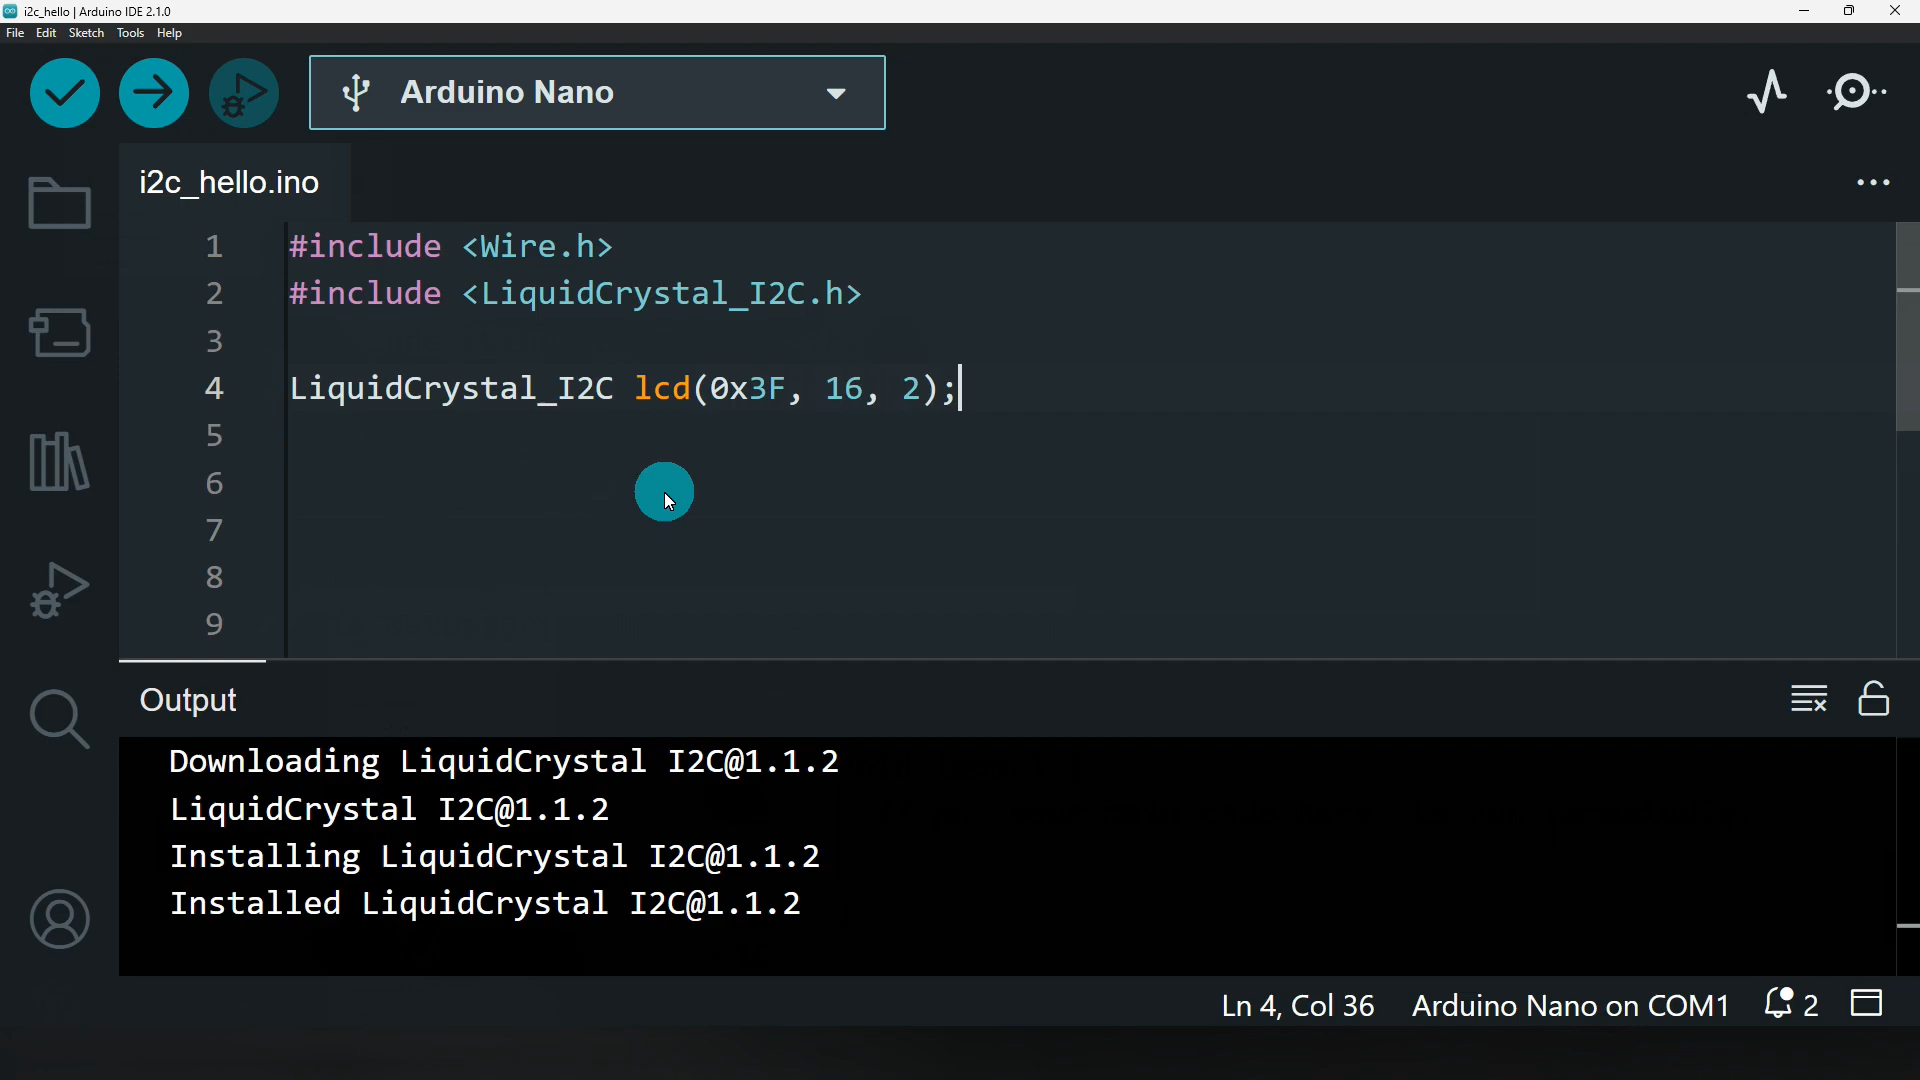 i2c_hello | Arduino IDE 2.1.0
File Edit Sketch Tools Help
Arduino Nano
i2c_hello.ino
1 #include <Wire.h>
2 #include <LiquidCrystal_I2C.h>
3
4 LiquidCrystal_I2C lcd(0x3F, 16, 2);
5
6
7
8
9
Output
Downloading LiquidCrystal I2C@1.1.2
LiquidCrystal I2C@1.1.2
Installing LiquidCrystal I2C@1.1.2
Installed LiquidCrystal I2C@1.1.2
Ln 4, Col 36 Arduino Nano on COM1 2